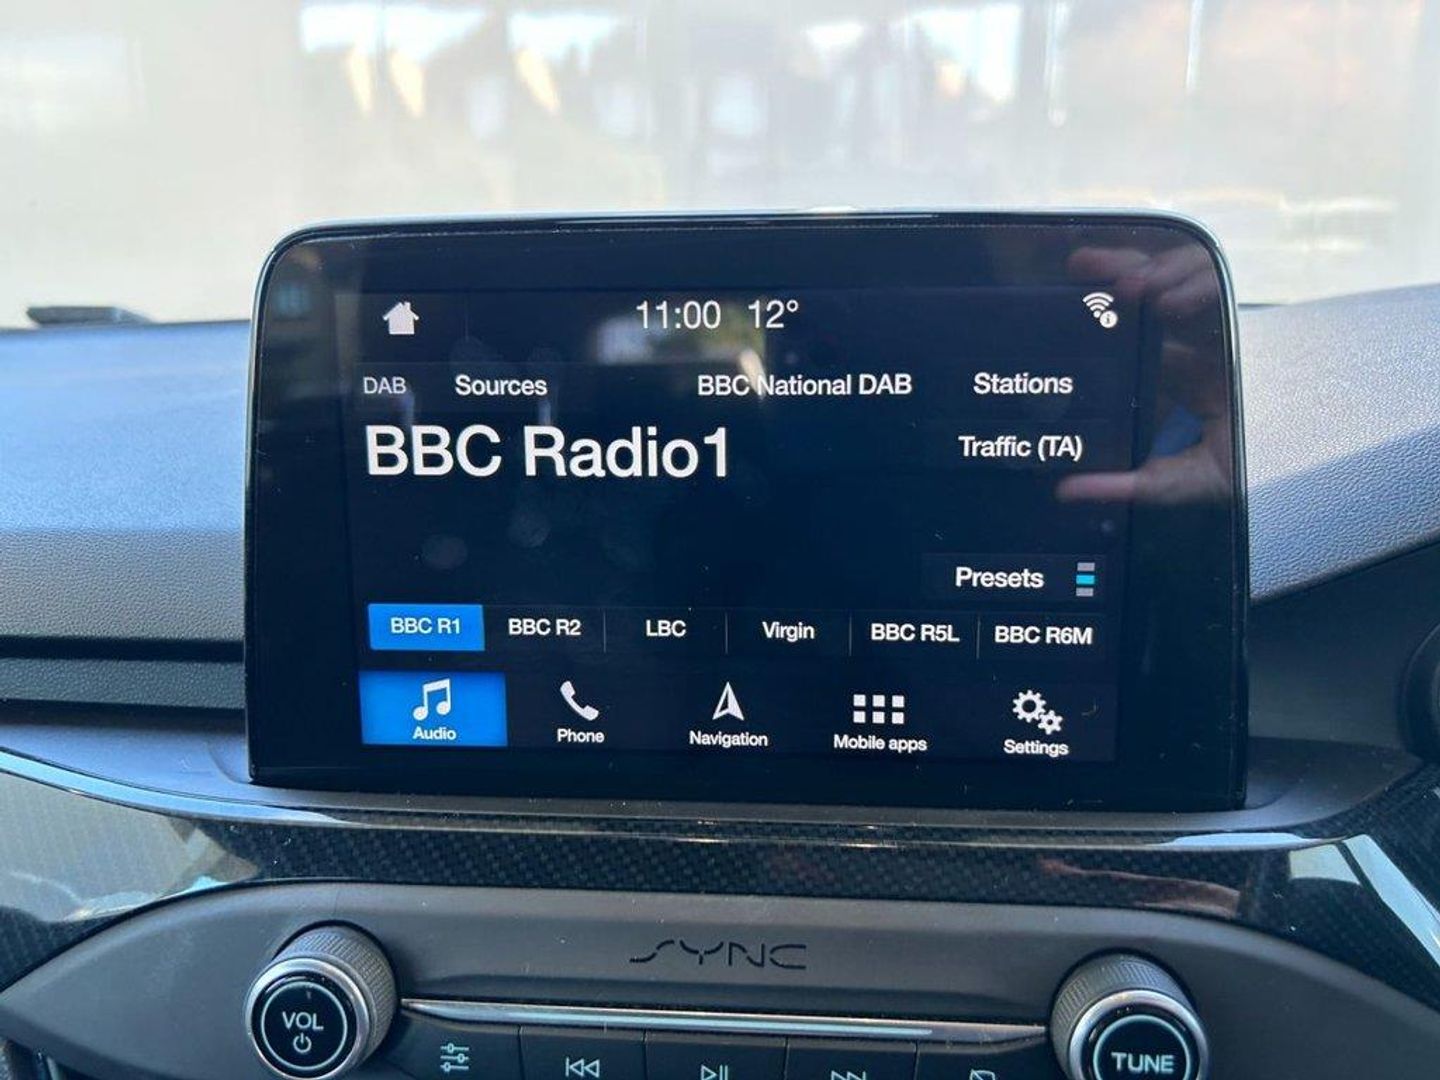 11:00 12°
DAB Sources BBC National DAB Stations
BBC Radio1 Traffic (TA)
Presets
BBC R1 BBC R2 LBC Virgin BBC R5L BBC R6M
Audio Phone Navigation Mobile apps Settings
SYNC
VOL TUNE